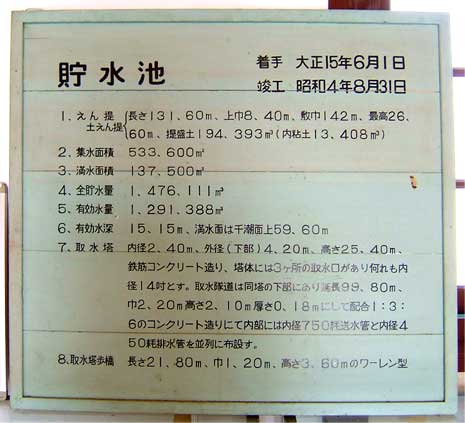 貯水池
着手 大正15年6月1日
竣工 昭和4年8月31日
1、えん提 長さ131、60m、上巾8、40m、敷巾142m、最高26、
土えん提 60m、提盛土194、393㎥(内粘土13、408㎥)
2、集水面積 533、600㎡
3、満水面積 137、500㎡
4、全貯水量 1、476、111㎥
5、有効水量 1、291、388㎥
6、有効水深 15、15m、満水面は干潮面上59、60m
7、取水塔 内径2、40m、外径(下部)4、20m、高さ25、40m、
鉄筋コンクリート造り、塔体には3ヶ所の取水口があり何れも内
径14吋とす。取水隊道は同塔の下部にあり延長99、80m、
巾2、20m高さ2、10m厚さ0、18mにして配合1:3:
6のコンクリート造りにて内部には内径750粍送水管と内径4
50粍排水管を並列に布設す。
8、取水塔歩橋 長さ21、80m、巾1、20m、高さ3、60mのワーレン型